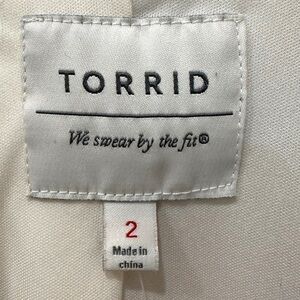 TORRID
We swear by the fit®
2
Made in
china